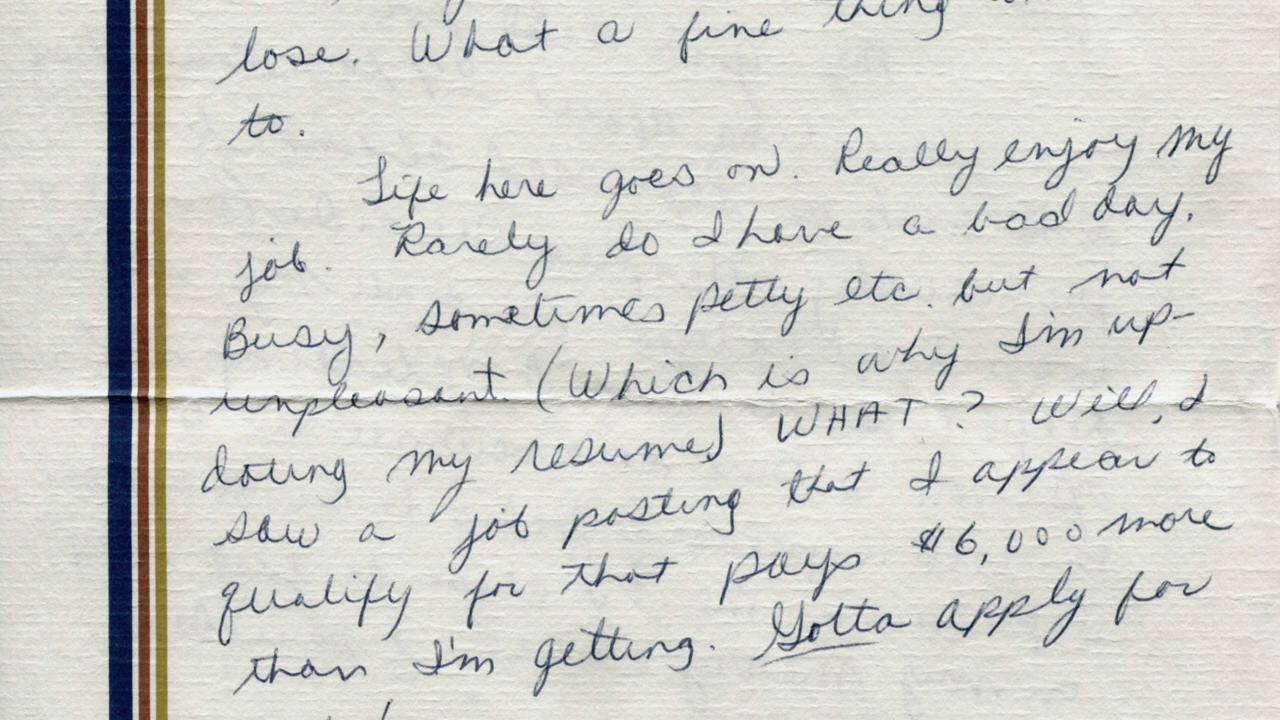 lose. What a fine thing
to.
Life here goes on. Really enjoy my
job. Rarely do I have a bad day.
Busy, sometimes petty etc. but not
unpleasant. (Which is why I'm up-
dating my resume) WHAT? Well, I
saw a job posting that I appear to
qualify for that pays $6,000 more
than I'm getting. Gotta apply for